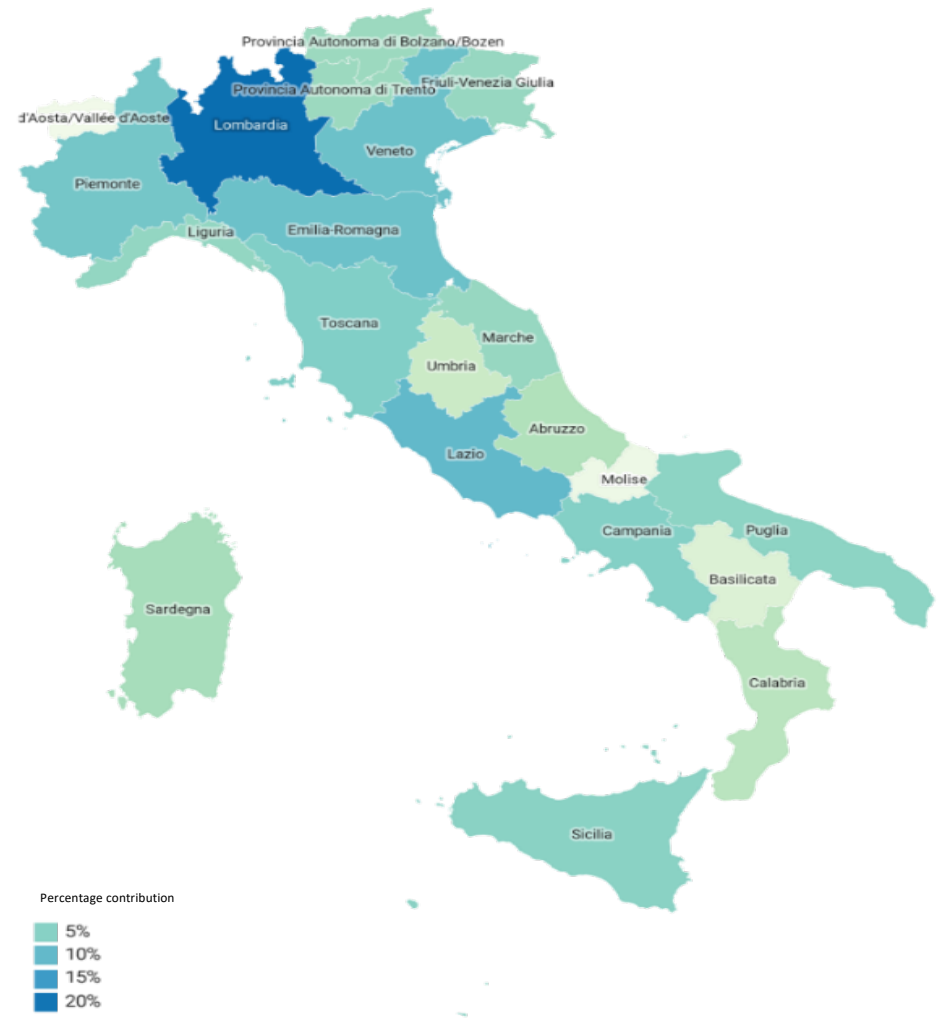 Provincia Autonoma di Bolzano/Bozen
Friuli-Venezia Giulia
Provincia Autonoma di Trento
d'Aosta/Vallée d'Aoste
Lombardia
Veneto
Piemonte
Liguria
Emilia-Romagna
Toscana
Marche
Umbria
Abruzzo
Lazio
Molise
Campania
Puglia
Basilicata
Sardegna
Calabria
Sicilia
Percentage contribution
5%
10%
15%
20%